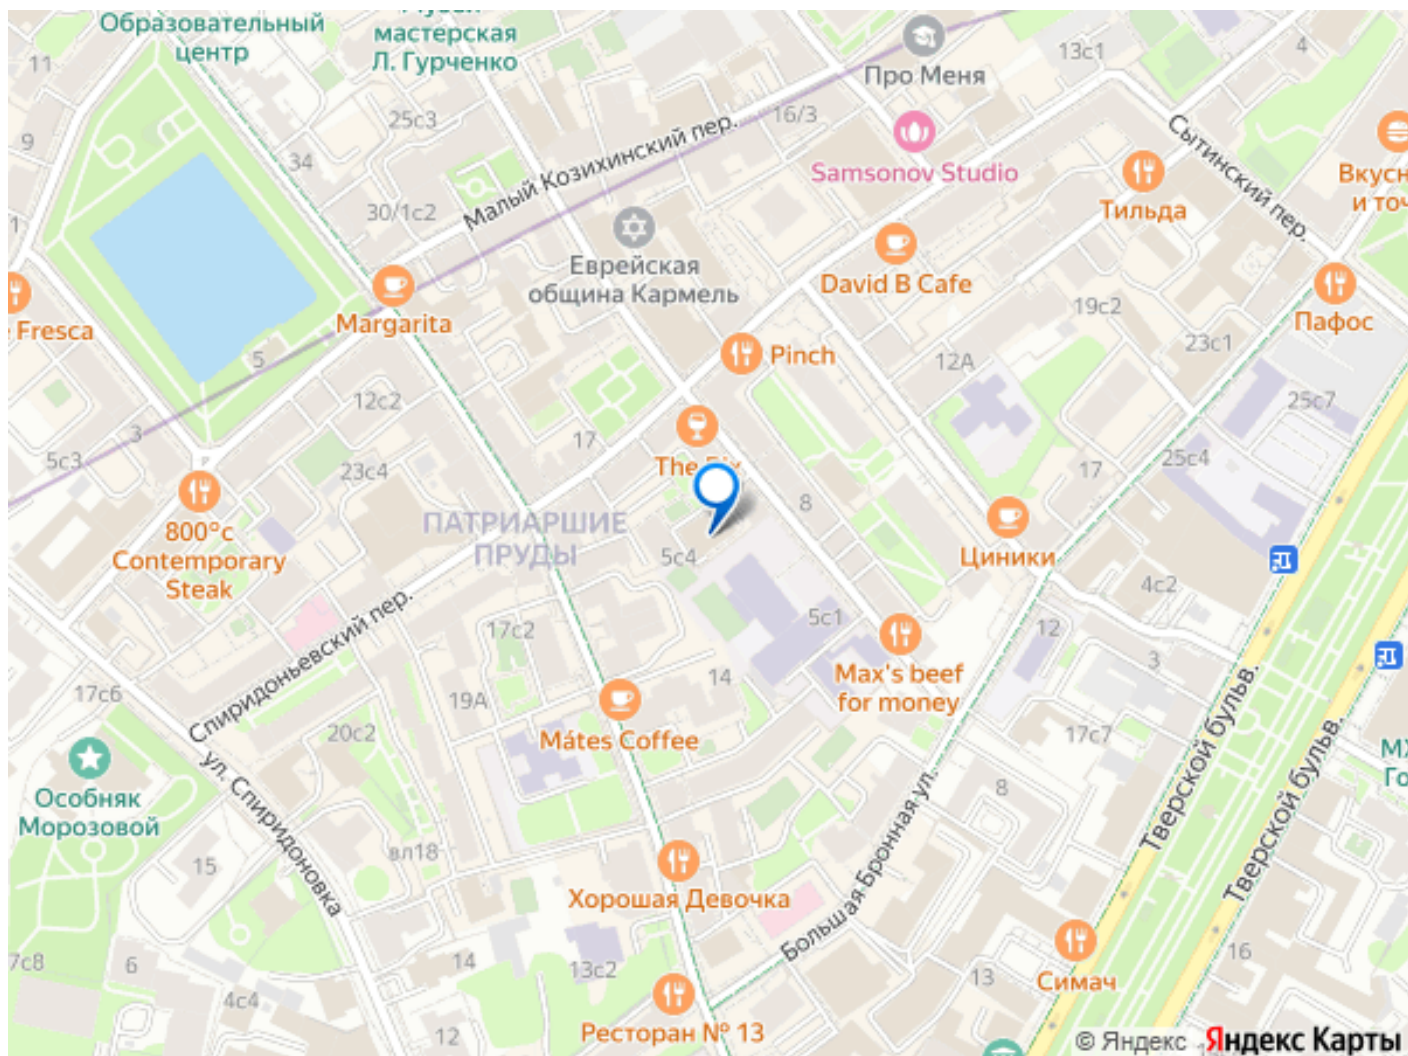 Образовательный
центр
мастерская
Л. Гурченко
Про Меня
13с1
4
11
25с3
16/3
9
34
Малый Козихинский пер.
Samsonov Studio
Сытинский пер.
Тильда
30/1с2
1
Еврейская
община Кармель
David B Cafe
19с2
Пафос
Fresca
Margarita
5
Pinch
12А
23с1
12с2
25с7
3
17
5с3
23с4
The
17
25с4
8
800°с
Contemporary
Steak
ПАТРИАРШИЕ
ПРУДЫ
5с4
Циники
4с2
Спиридоньевский пер.
17с2
5с1
12
3
Max's beef
for money
17с6
19А
14
20с2
Mátes Coffee
17с7
Тверской бульв.
Тверской бульв.
Особняк
Морозовой
ул. Спиридоновка
8
15
вл18
Хорошая Девочка
Большая Бронная ул.
7с8
6
14
13с2
13
16
4с4
Симач
12
Ресторан № 13
© Яндекс Яндекс Карты